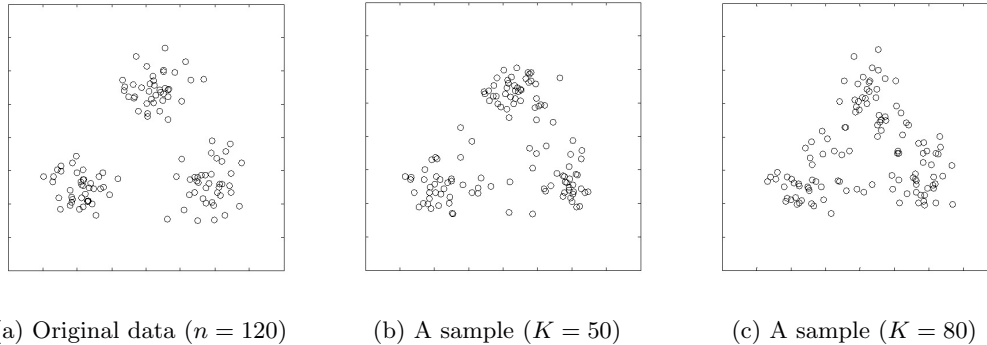 a) Original data (n = 120)
(b) A sample (K = 50)
(c) A sample (K = 80)